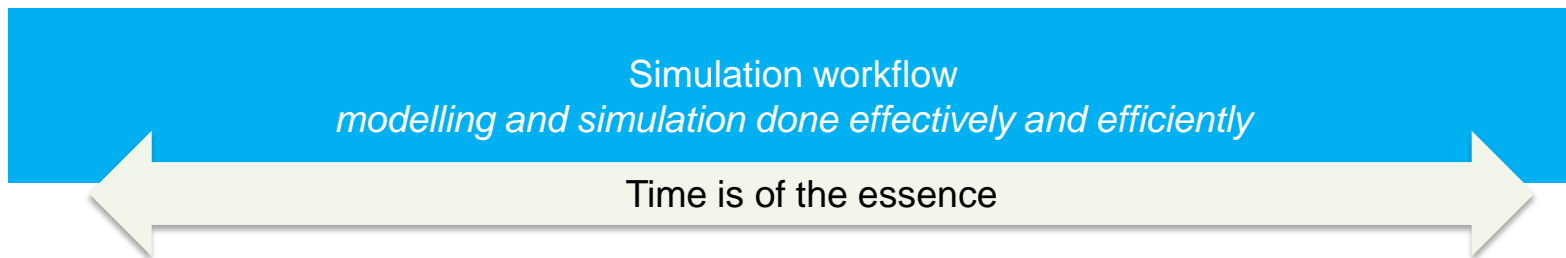 Simulation workflow
modelling and simulation done effectively and efficiently
Time is of the essence